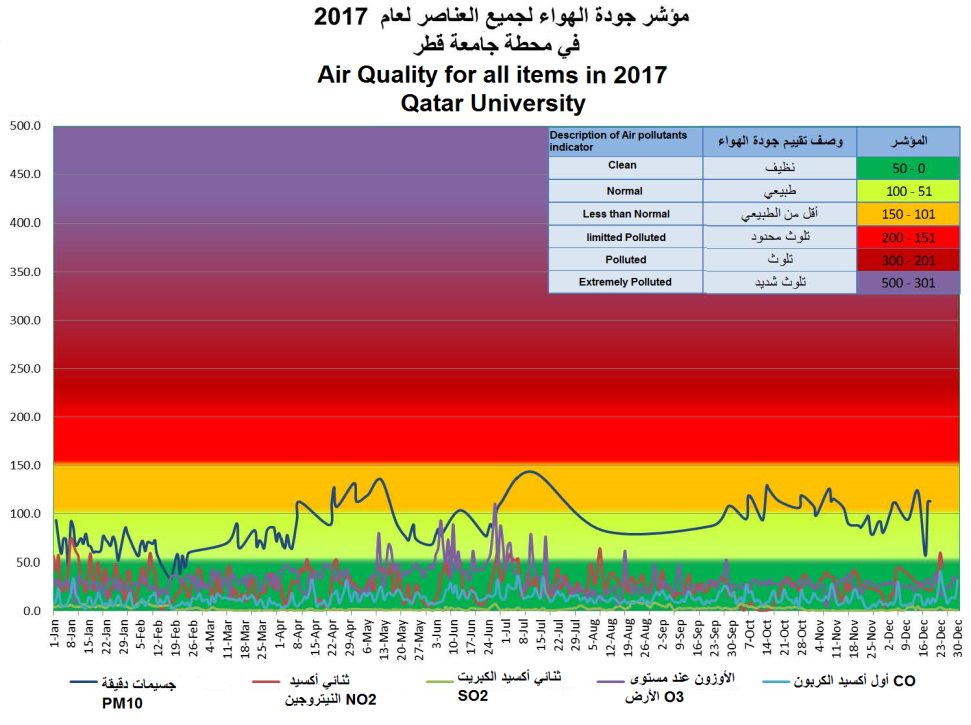 مؤشر جودة الهواء لجميع العناصر لعام 2017
في محطة جامعة قطر
Air Quality for all items in 2017
Qatar University
Description of Air pollutants indicator وصف تقييم جودة الهواء المؤشر
Clean نظيف 50 - 0
Normal طبيعي 100 - 51
Less than Normal أقل من الطبيعي 150 - 101
limitted Polluted تلوث محدود 200 - 151
Polluted تلوث 300 - 201
Extremely Polluted تلوث شديد 500 - 301
500.0
450.0
400.0
350.0
300.0
250.0
200.0
150.0
100.0
50.0
0.0
1-Jan 8-Jan 15-Jan 22-Jan 29-Jan 5-Feb 12-Feb 19-Feb 26-Feb 4-Mar 11-Mar 18-Mar 25-Mar 1-Apr 8-Apr 15-Apr 22-Apr 29-Apr 6-May 13-May 20-May 27-May 3-Jun 10-Jun 17-Jun 24-Jun 1-Jul 8-Jul 15-Jul 22-Jul 29-Jul 5-Aug 12-Aug 19-Aug 26-Aug 2-Sep 9-Sep 16-Sep 23-Sep 30-Sep 7-Oct 14-Oct 21-Oct 28-Oct 4-Nov 11-Nov 18-Nov 25-Nov 2-Dec 9-Dec 16-Dec 23-Dec 30-Dec
جسيمات دقيقة PM10
ثنائي أكسيد النيتروجين NO2
ثنائي أكسيد الكبريت SO2
الأوزون عند مستوى الأرض O3
أول أكسيد الكربون CO